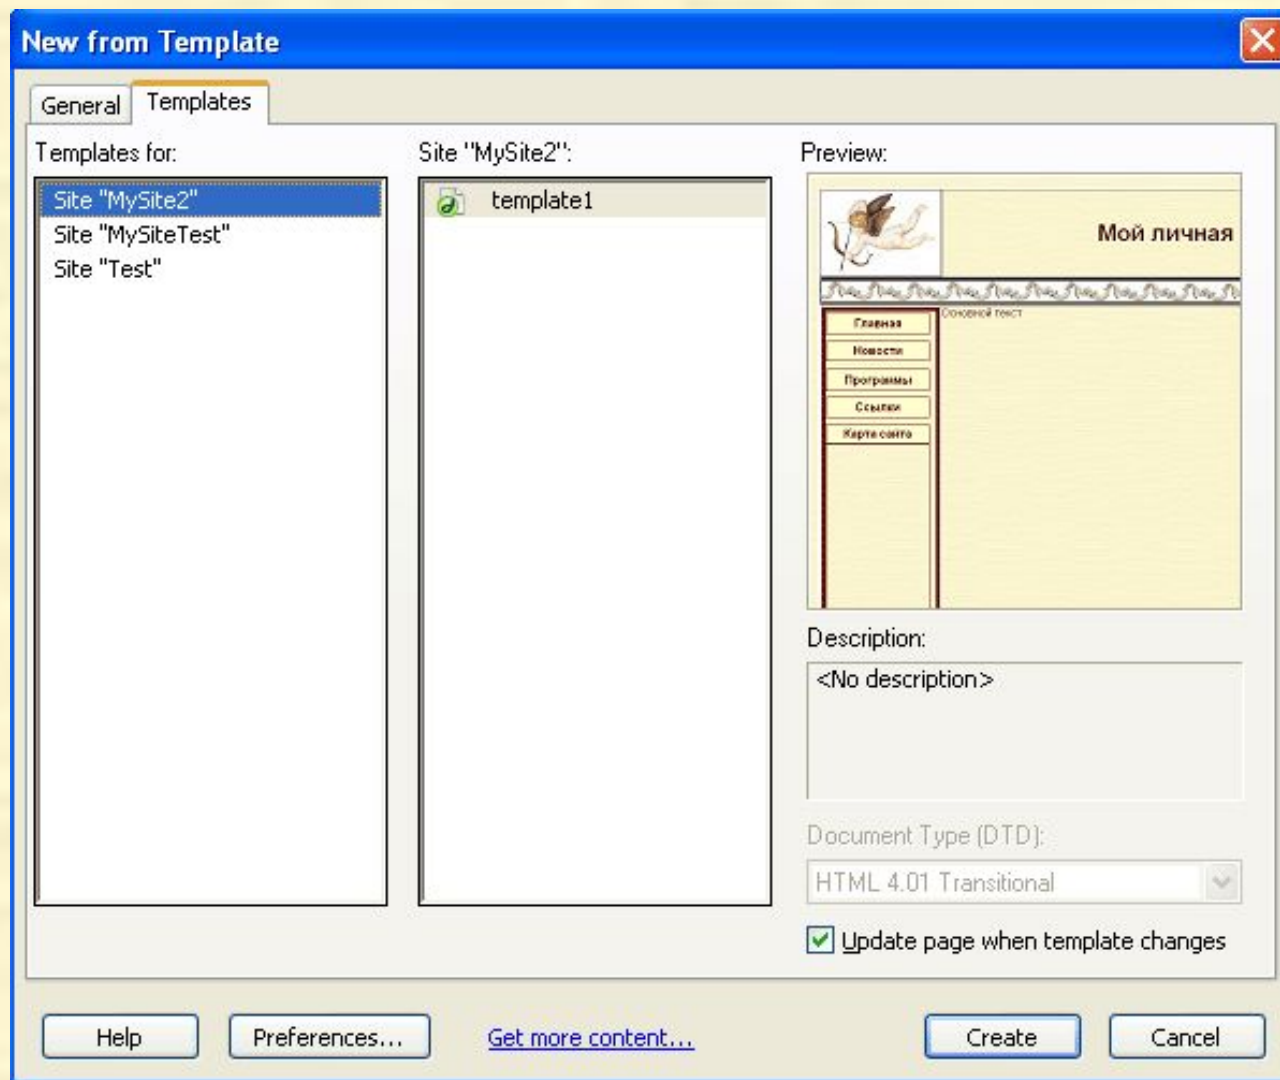 New from Template
General
Templates
Templates for:
Site "MySite2"
Site "MySiteTest"
Site "Test"
Site "MySite2":
template1
Preview:
Мой личная
Главная
Новости
Программы
Ссылки
Карта сайта
Основной текст
Description:
<No description>
Document Type (DTD):
HTML 4.01 Transitional
Update page when template changes
Help
Preferences...
Get more content...
Create
Cancel